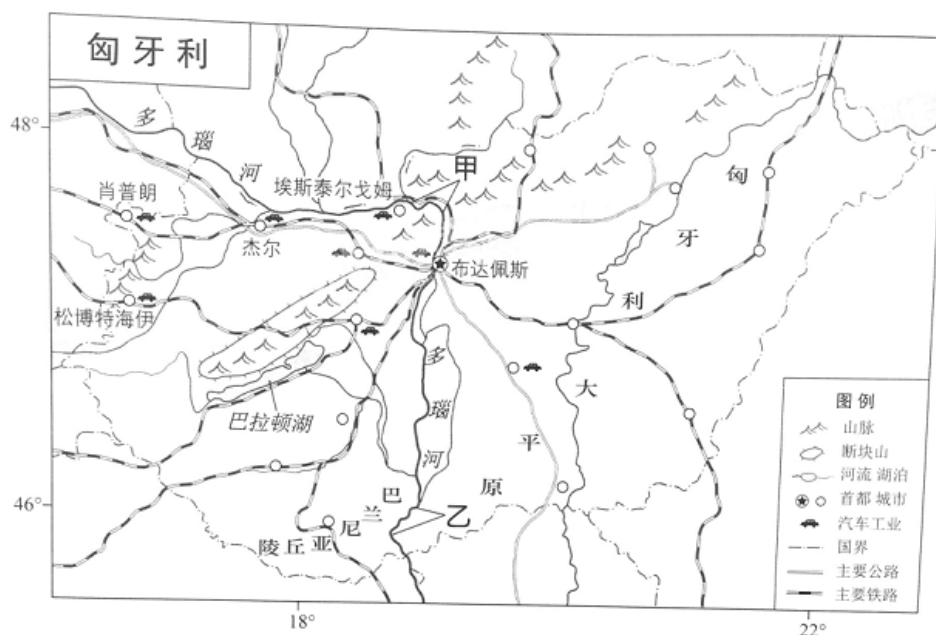 匈牙利
48°
多瑙河
甲
匈牙利大平原
肖普朗
埃斯泰尔戈姆
杰尔
布达佩斯
松博特海伊
多瑙河
巴拉顿湖
46°
巴兰尼亚丘陵
乙
图例
山脉
断块山
河流 湖泊
首都 城市
汽车工业
国界
主要公路
主要铁路
18°
22°